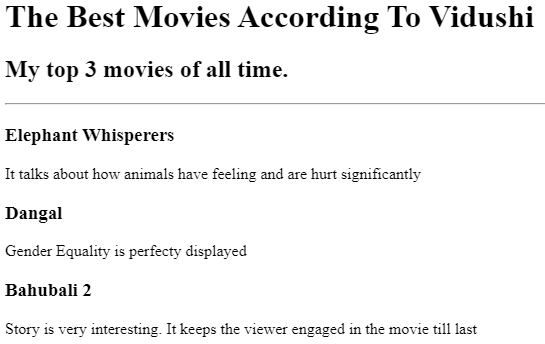 The Best Movies According To Vidushi
My top 3 movies of all time.
Elephant Whisperers
It talks about how animals have feeling and are hurt significantly
Dangal
Gender Equality is perfecty displayed
Bahubali 2
Story is very interesting. It keeps the viewer engaged in the movie till last